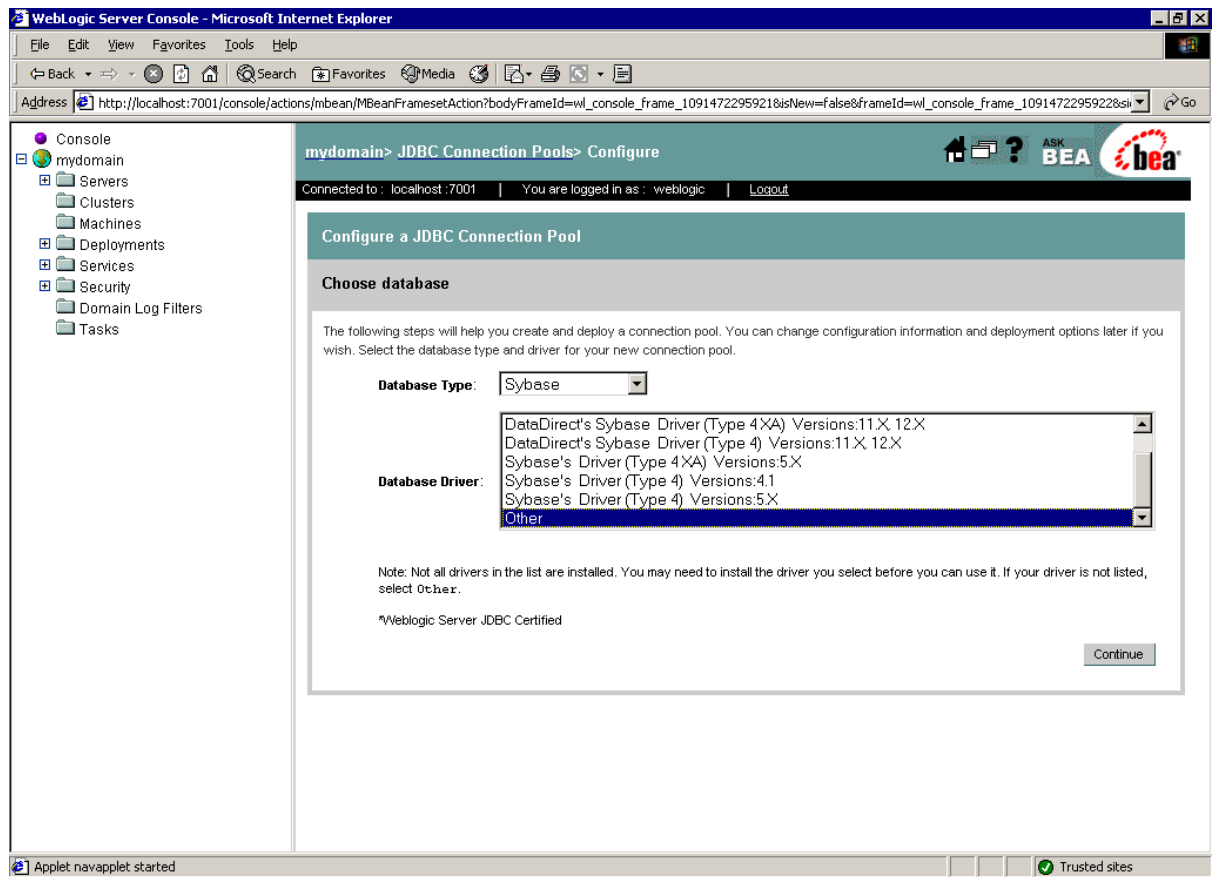 WebLogic Server Console - Microsoft Internet Explorer
File Edit View Favorites Tools Help
Back Search Favorites Media
Address http://localhost:7001/console/actions/mbean/MBeanFramesetAction?bodyFrameId=wl_console_frame_1091472295921&isNew=false&frameId=wl_console_frame_1091472295922&si Go
Console
mydomain
Servers
Clusters
Machines
Deployments
Services
Security
Domain Log Filters
Tasks
mydomain> JDBC Connection Pools> Configure
? ASK BEA bea
Connected to : localhost :7001 | You are logged in as : weblogic | Logout
Configure a JDBC Connection Pool
Choose database
The following steps will help you create and deploy a connection pool. You can change configuration information and deployment options later if you
wish. Select the database type and driver for your new connection pool.
Database Type: Sybase
Database Driver:
DataDirect's Sybase Driver (Type 4 XA) Versions:11.X, 12.X
DataDirect's Sybase Driver (Type 4) Versions:11.X, 12.X
Sybase's Driver (Type 4 XA) Versions:5.X
Sybase's Driver (Type 4) Versions:4.1
Sybase's Driver (Type 4) Versions:5.X
Other
Note: Not all drivers in the list are installed. You may need to install the driver you select before you can use it. If your driver is not listed,
select Other.
*Weblogic Server JDBC Certified
Continue
Applet navapplet started
Trusted sites